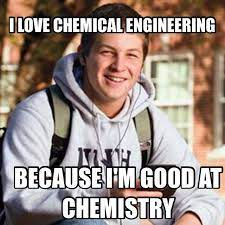 I LOVE CHEMICAL ENGINEERING
BECAUSE I'M GOOD AT
CHEMISTRY